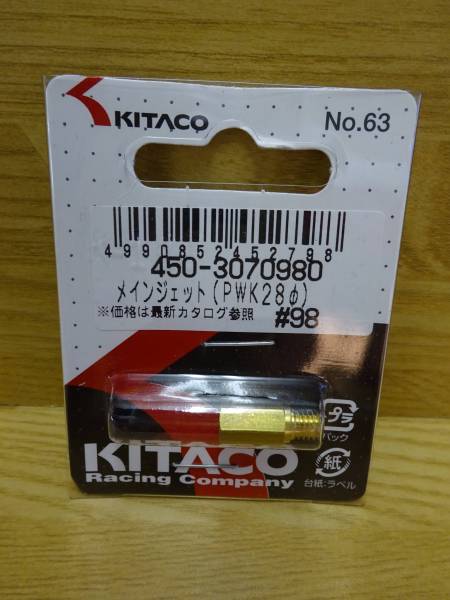 KITACO
No.63
4990852452798
450-3070980
メインジェット(PWK28φ)
※価格は最新カタログ参照 #98
プラ
パック
KITACO
Racing Company
紙
台紙:ラベル